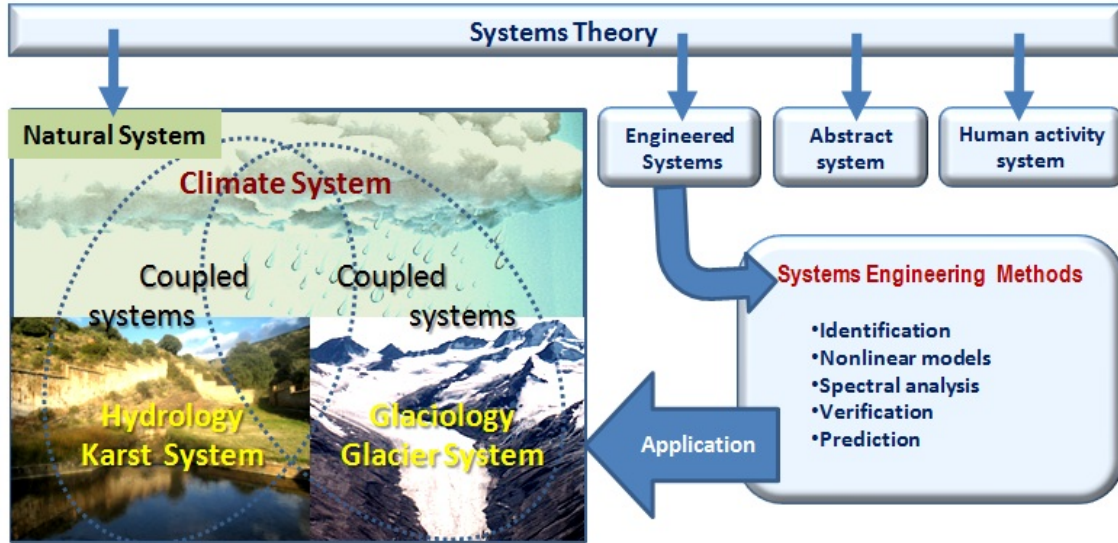 Systems Theory
Natural System
Climate System
Coupled
systems
Coupled
systems
Hydrology
Karst System
Glaciology
Glacier System
Engineered
Systems
Abstract
system
Human activity
system
Systems Engineering Methods
•Identification
•Nonlinear models
•Spectral analysis
•Verification
•Prediction
Application